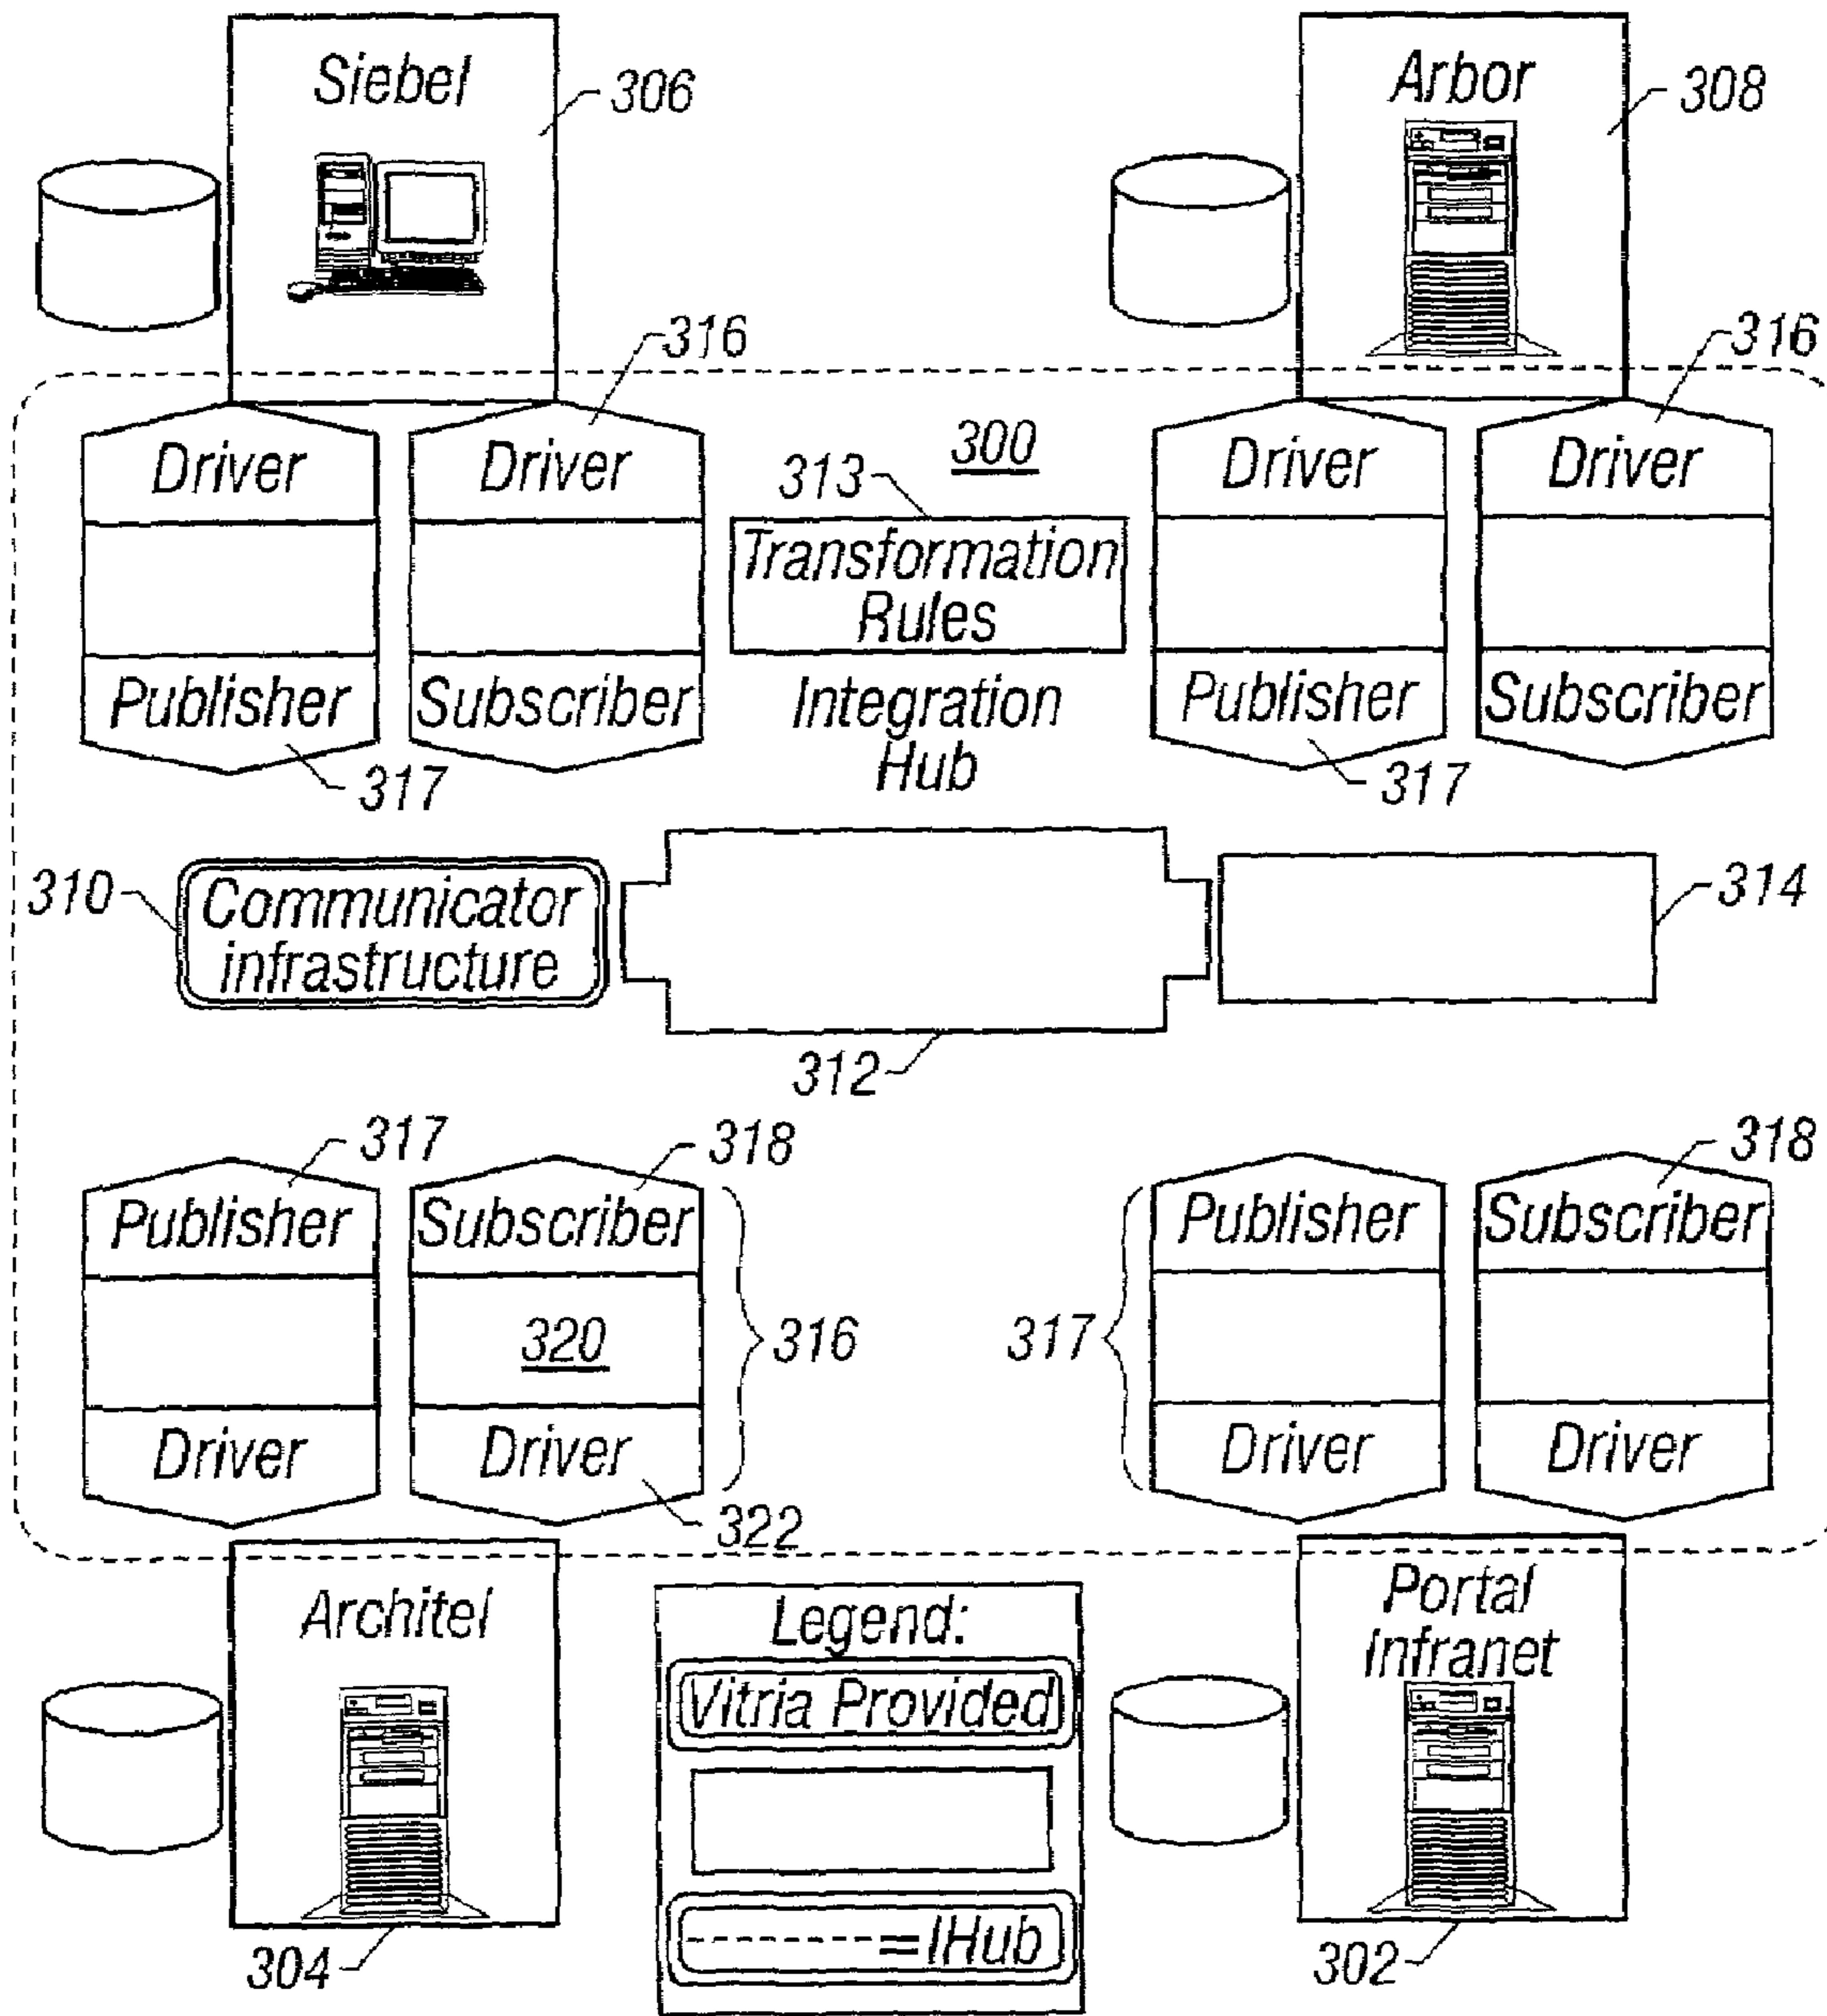 Siebel
306
Arbor
308
316
316
Driver
Driver
300
Driver
Driver
313
Transformation
Rules
Publisher
Subscriber
Integration
Hub
Publisher
Subscriber
317
317
310
Communicator
infrastructure
314
312
317
318
318
Publisher
Subscriber
Publisher
Subscriber
320
316
317
Driver
Driver
Driver
Driver
322
Architel
Legend:
Vitria Provided
---------- = IHub
Portal
Infranet
304
302